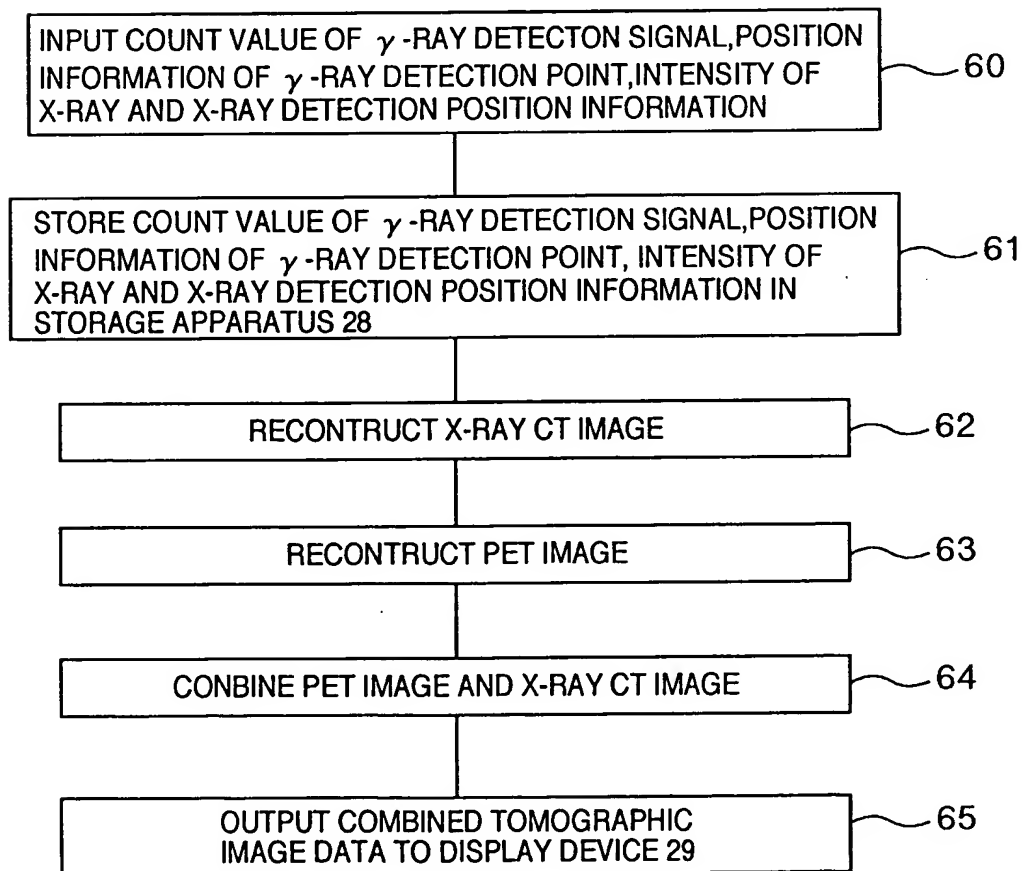 INPUT COUNT VALUE OF γ-RAY DETECTON SIGNAL,POSITION
INFORMATION OF γ-RAY DETECTION POINT,INTENSITY OF
X-RAY AND X-RAY DETECTION POSITION INFORMATION
60
STORE COUNT VALUE OF γ-RAY DETECTION SIGNAL,POSITION
INFORMATION OF γ-RAY DETECTION POINT, INTENSITY OF
X-RAY AND X-RAY DETECTION POSITION INFORMATION IN
STORAGE APPARATUS 28
61
RECONTRUCT X-RAY CT IMAGE
62
RECONTRUCT PET IMAGE
63
CONBINE PET IMAGE AND X-RAY CT IMAGE
64
OUTPUT COMBINED TOMOGRAPHIC
IMAGE DATA TO DISPLAY DEVICE 29
65